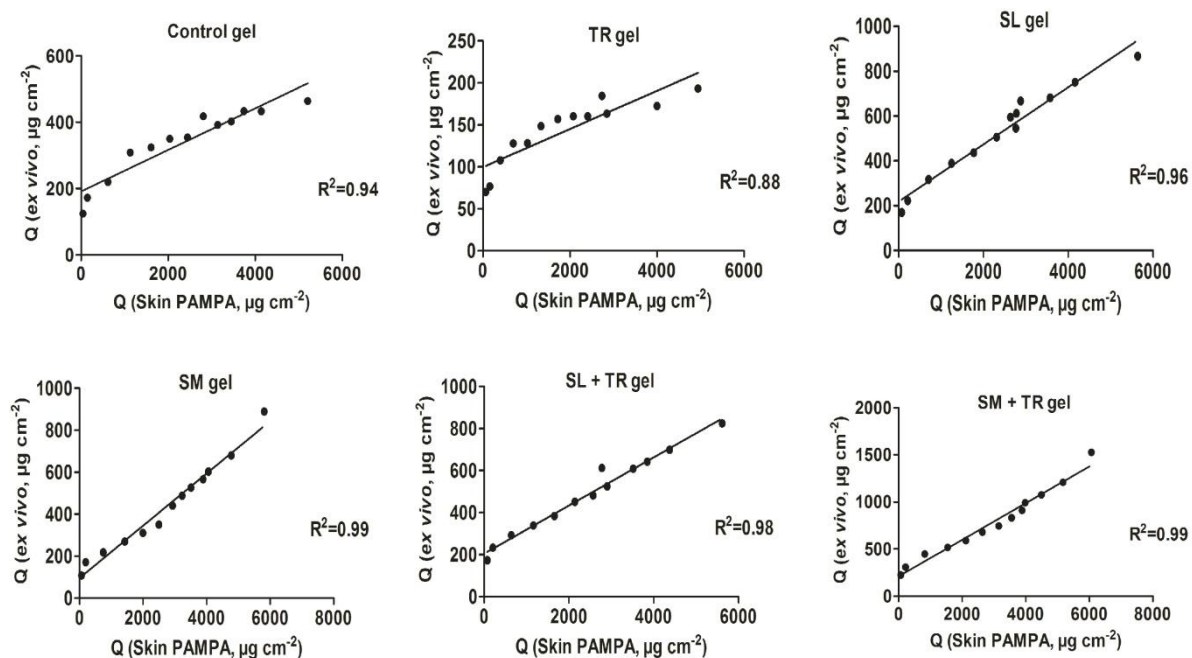 Control gel
Q (ex vivo, µg cm⁻²)
600
400
200
0
0 2000 4000 6000
R²=0.94
Q (Skin PAMPA, µg cm⁻²)
TR gel
Q (ex vivo, µg cm⁻²)
250
200
150
100
50
0
0 2000 4000 6000
R²=0.88
Q (Skin PAMPA, µg cm⁻²)
SL gel
Q (ex vivo, µg cm⁻²)
1000
800
600
400
200
0
0 2000 4000 6000
R²=0.96
Q (Skin PAMPA, µg cm⁻²)
SM gel
Q (ex vivo, µg cm⁻²)
1000
800
600
400
200
0
0 2000 4000 6000 8000
R²=0.99
Q (Skin PAMPA, µg cm⁻²)
SL + TR gel
Q (ex vivo, µg cm⁻²)
1000
800
600
400
200
0
0 2000 4000 6000
R²=0.98
Q (Skin PAMPA, µg cm⁻²)
SM + TR gel
Q (ex vivo, µg cm⁻²)
2000
1500
1000
500
0
0 2000 4000 6000 8000
R²=0.99
Q (Skin PAMPA, µg cm⁻²)